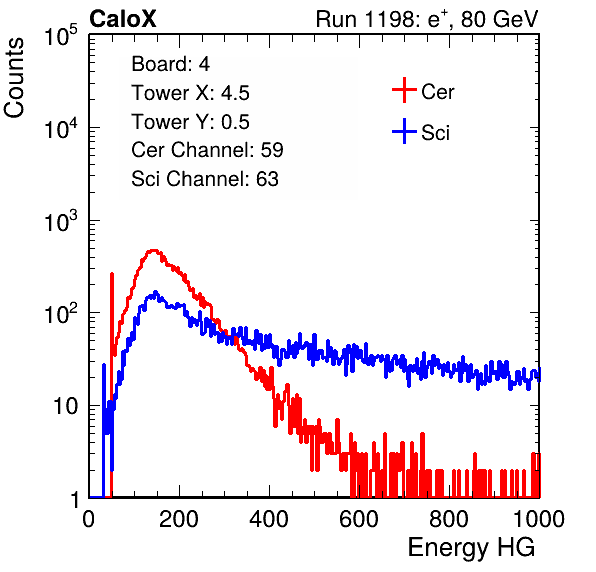 CaloX Run 1198: e⁺, 80 GeV
Counts
10⁵
10⁴
10³
10²
10
1
Board: 4
Tower X: 4.5
Tower Y: 0.5
Cer Channel: 59
Sci Channel: 63
Cer
Sci
0 200 400 600 800 1000
Energy HG